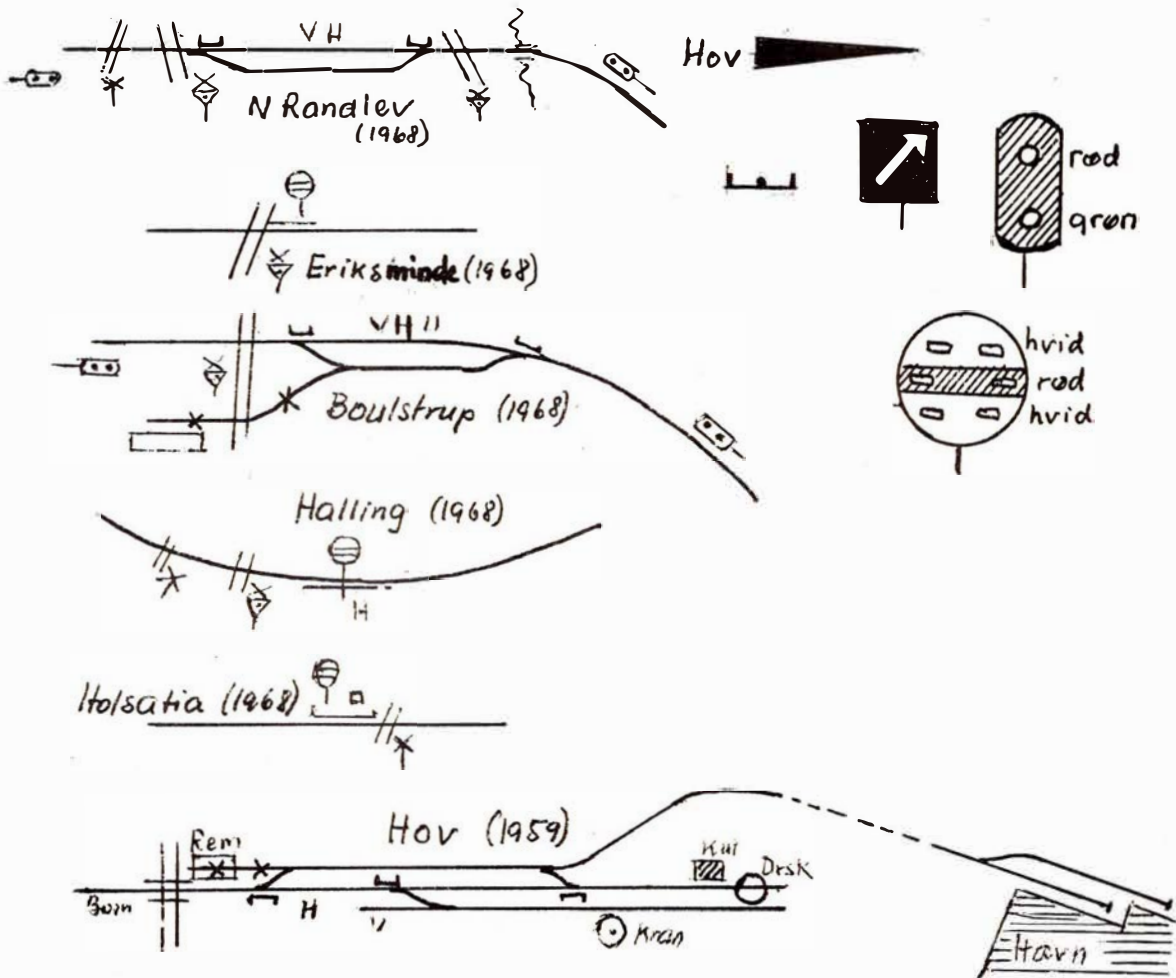 VH
N Randlev
(1968)
Hov
rød
grøn
Eriksminde (1968)
VH
Boulstrup (1968)
hvid
rød
hvid
Halling (1968)
H
Holsatia (1968)
Hov (1959)
Rem
Kul
Drsk
Bom
H
V
Kran
Havn